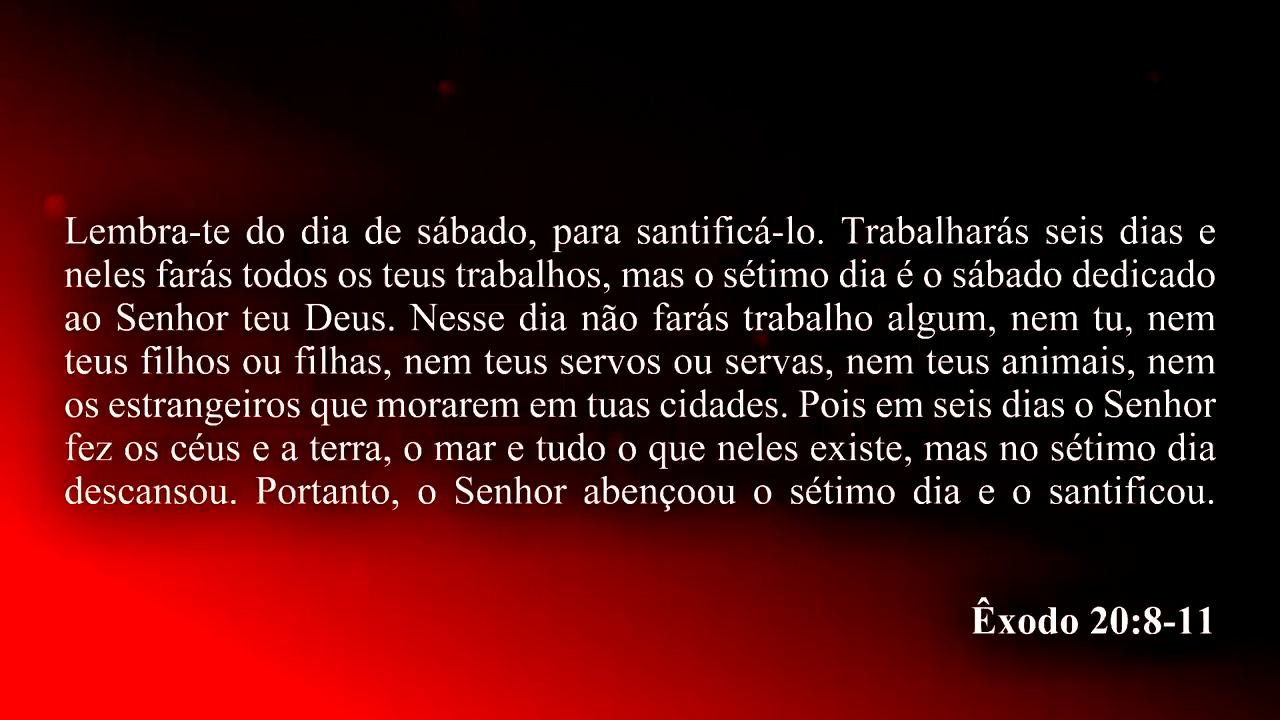 Lembra-te do dia de sábado, para santificá-lo. Trabalharás seis dias e
neles farás todos os teus trabalhos, mas o sétimo dia é o sábado dedicado
ao Senhor teu Deus. Nesse dia não farás trabalho algum, nem tu, nem
teus filhos ou filhas, nem teus servos ou servas, nem teus animais, nem
os estrangeiros que morarem em tuas cidades. Pois em seis dias o Senhor
fez os céus e a terra, o mar e tudo o que neles existe, mas no sétimo dia
descansou. Portanto, o Senhor abençoou o sétimo dia e o santificou.
Êxodo 20:8-11